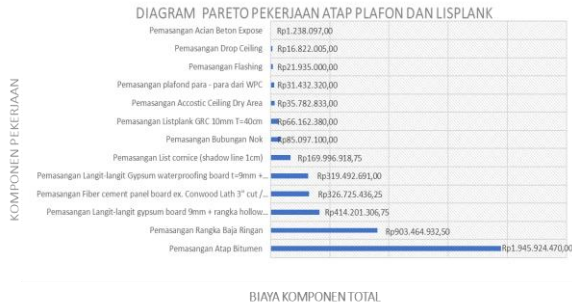 DIAGRAM PARETO PEKERJAAN ATAP PLAFON DAN LISPLANK
KOMPONEN PEKERJAAN
Pemasangan Acian Beton Expose Rp1.238.097,00
Pemasangan Drop Ceiling Rp16.822.005,00
Pemasangan Flashing Rp21.935.000,00
Pemasangan plafond para - para dari WPC Rp31.432.320,00
Pemasangan Accostic Ceiling Dry Area Rp35.782.833,00
Pemasangan Listplank GRC 10mm T=40cm Rp66.162.380,00
Pemasangan Bubungan Nok Rp85.097.100,00
Pemasangan List cornice (shadow line 1cm) Rp169.996.918,75
Pemasangan Langit-langit Gypsum waterproofing board t=9mm +... Rp319.492.691,00
Pemasangan Fiber cement panel board ex. Conwood Lath 3" cut /... Rp326.725.436,25
Pemasangan Langit-langit gypsum board 9mm + rangka hollow... Rp414.201.306,75
Pemasangan Rangka Baja Ringan Rp903.464.932,50
Pemasangan Atap Bitumen Rp1.945.924.470,00
BIAYA KOMPONEN TOTAL